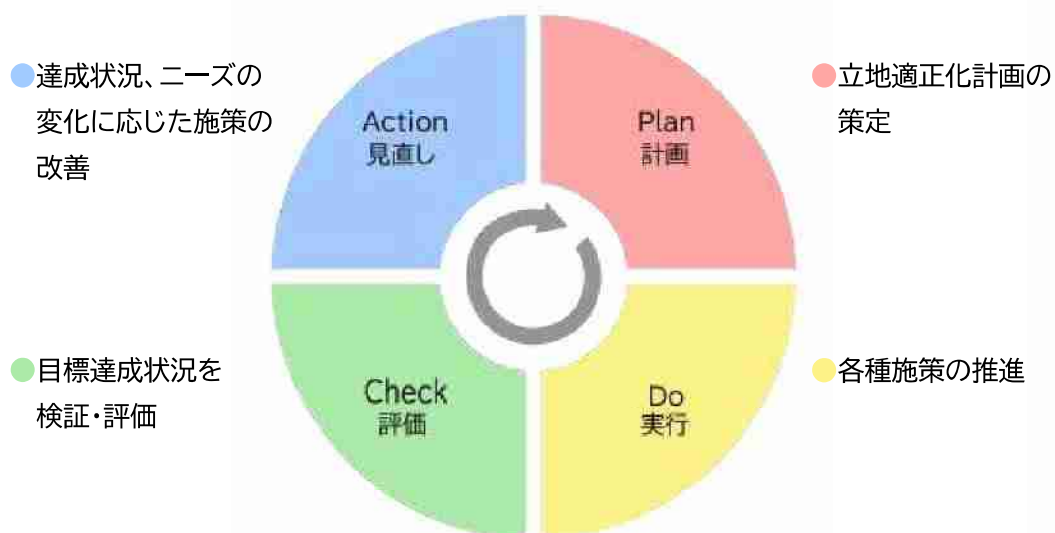 ●達成状況、ニーズの
変化に応じた施策の
改善
Action
見直し
Plan
計画
●立地適正化計画の
策定
●目標達成状況を
検証・評価
Check
評価
Do
実行
●各種施策の推進